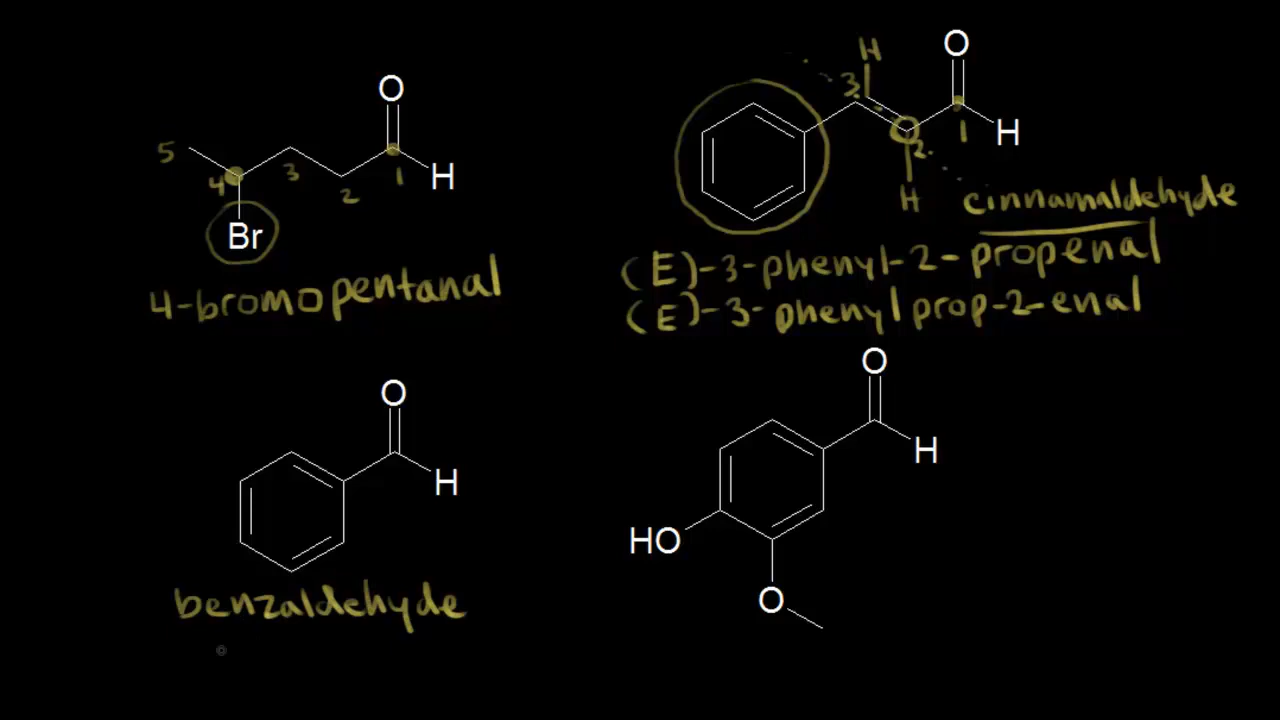 O
H
5
4
3
2
1
Br
4-bromopentanal
O
H
3
2
1
H
H
cinnamaldehyde
(E)-3-phenyl-2-propenal
(E)-3-phenylprop-2-enal
O
H
benzaldehyde
O
H
HO
O